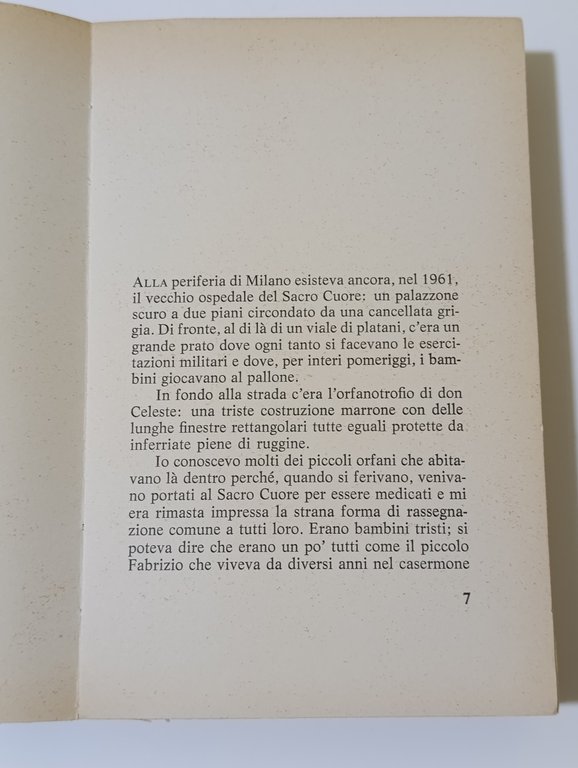 ALLA periferia di Milano esisteva ancora, nel 1961,
il vecchio ospedale del Sacro Cuore: un palazzone
scuro a due piani circondato da una cancellata gri-
gia. Di fronte, al di là di un viale di platani, c'era un
grande prato dove ogni tanto si facevano le eserci-
tazioni militari e dove, per interi pomeriggi, i bam-
bini giocavano al pallone.
In fondo alla strada c'era l'orfanotrofio di don
Celeste: una triste costruzione marrone con delle
lunghe finestre rettangolari tutte eguali protette da
inferriate piene di ruggine.
Io conoscevo molti dei piccoli orfani che abita-
vano là dentro perché, quando si ferivano, veniva-
no portati al Sacro Cuore per essere medicati e mi
era rimasta impressa la strana forma di rassegna-
zione comune a tutti loro. Erano bambini tristi; si
poteva dire che erano un po' tutti come il piccolo
Fabrizio che viveva da diversi anni nel casermone
7